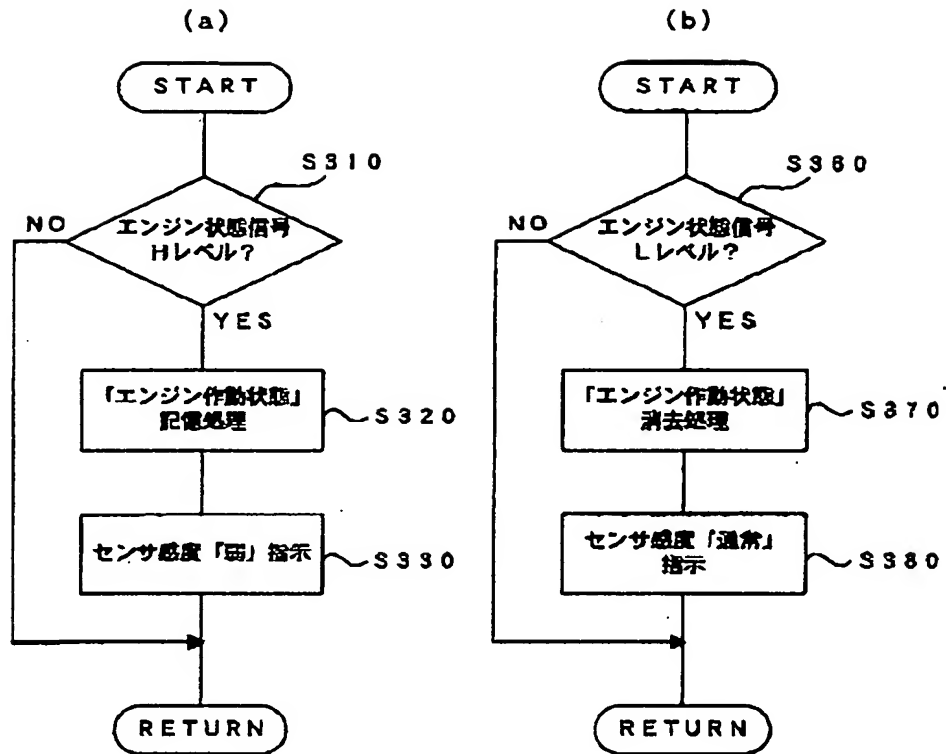 (a)
START
S310
NO
エンジン状態信号
Hレベル?
YES
「エンジン作動状態」
記憶処理
S320
センサ感度「弱」指示
S330
RETURN
(b)
START
S360
NO
エンジン状態信号
Lレベル?
YES
「エンジン作動状態」
消去処理
S370
センサ感度「通常」
指示
S380
RETURN